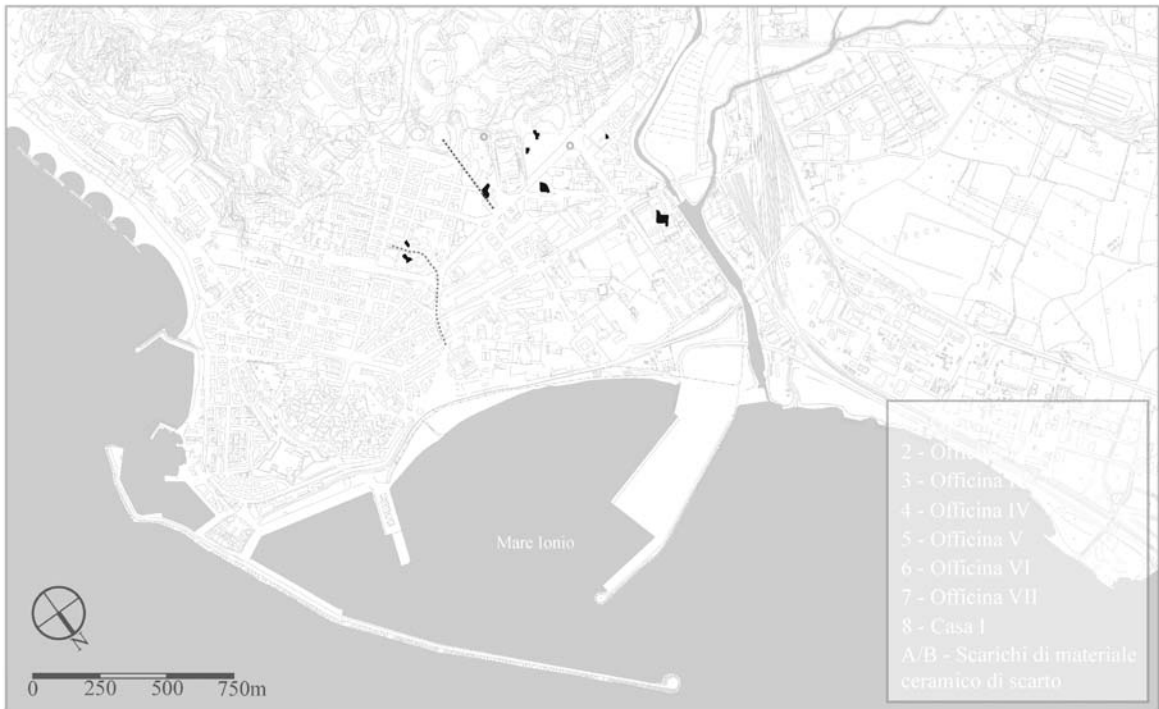 Mare Ionio
2 - Officina
3 - Officina
4 - Officina IV
5 - Officina V
6 - Officina VI
7 - Officina VII
8 - Casa I
A/B - Scarichi di materiale
ceramico di scarto
N
0 250 500 750m